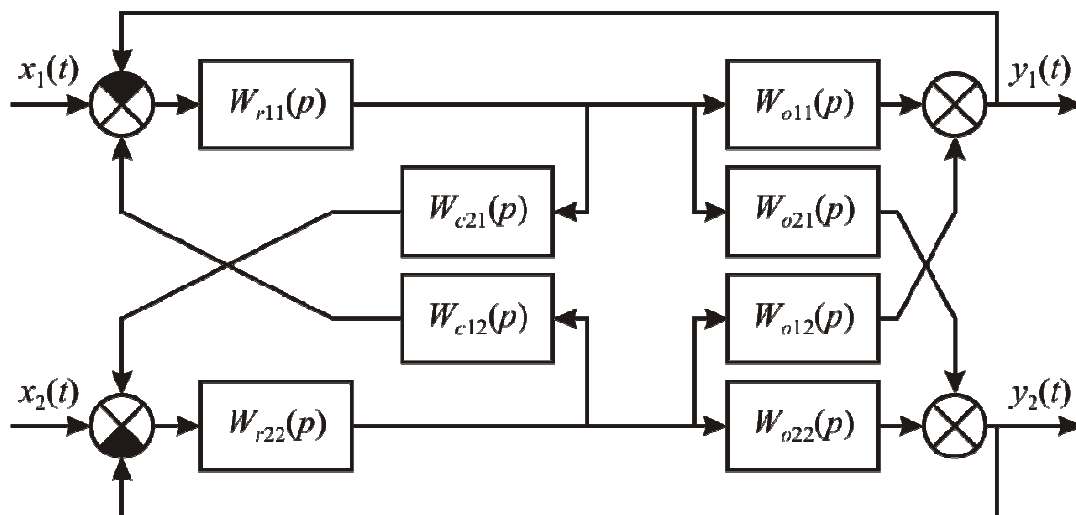 x₁(t)
W_r11(p)
W_o11(p)
y₁(t)
W_c21(p)
W_o21(p)
W_c12(p)
W_o12(p)
x₂(t)
W_r22(p)
W_o22(p)
y₂(t)